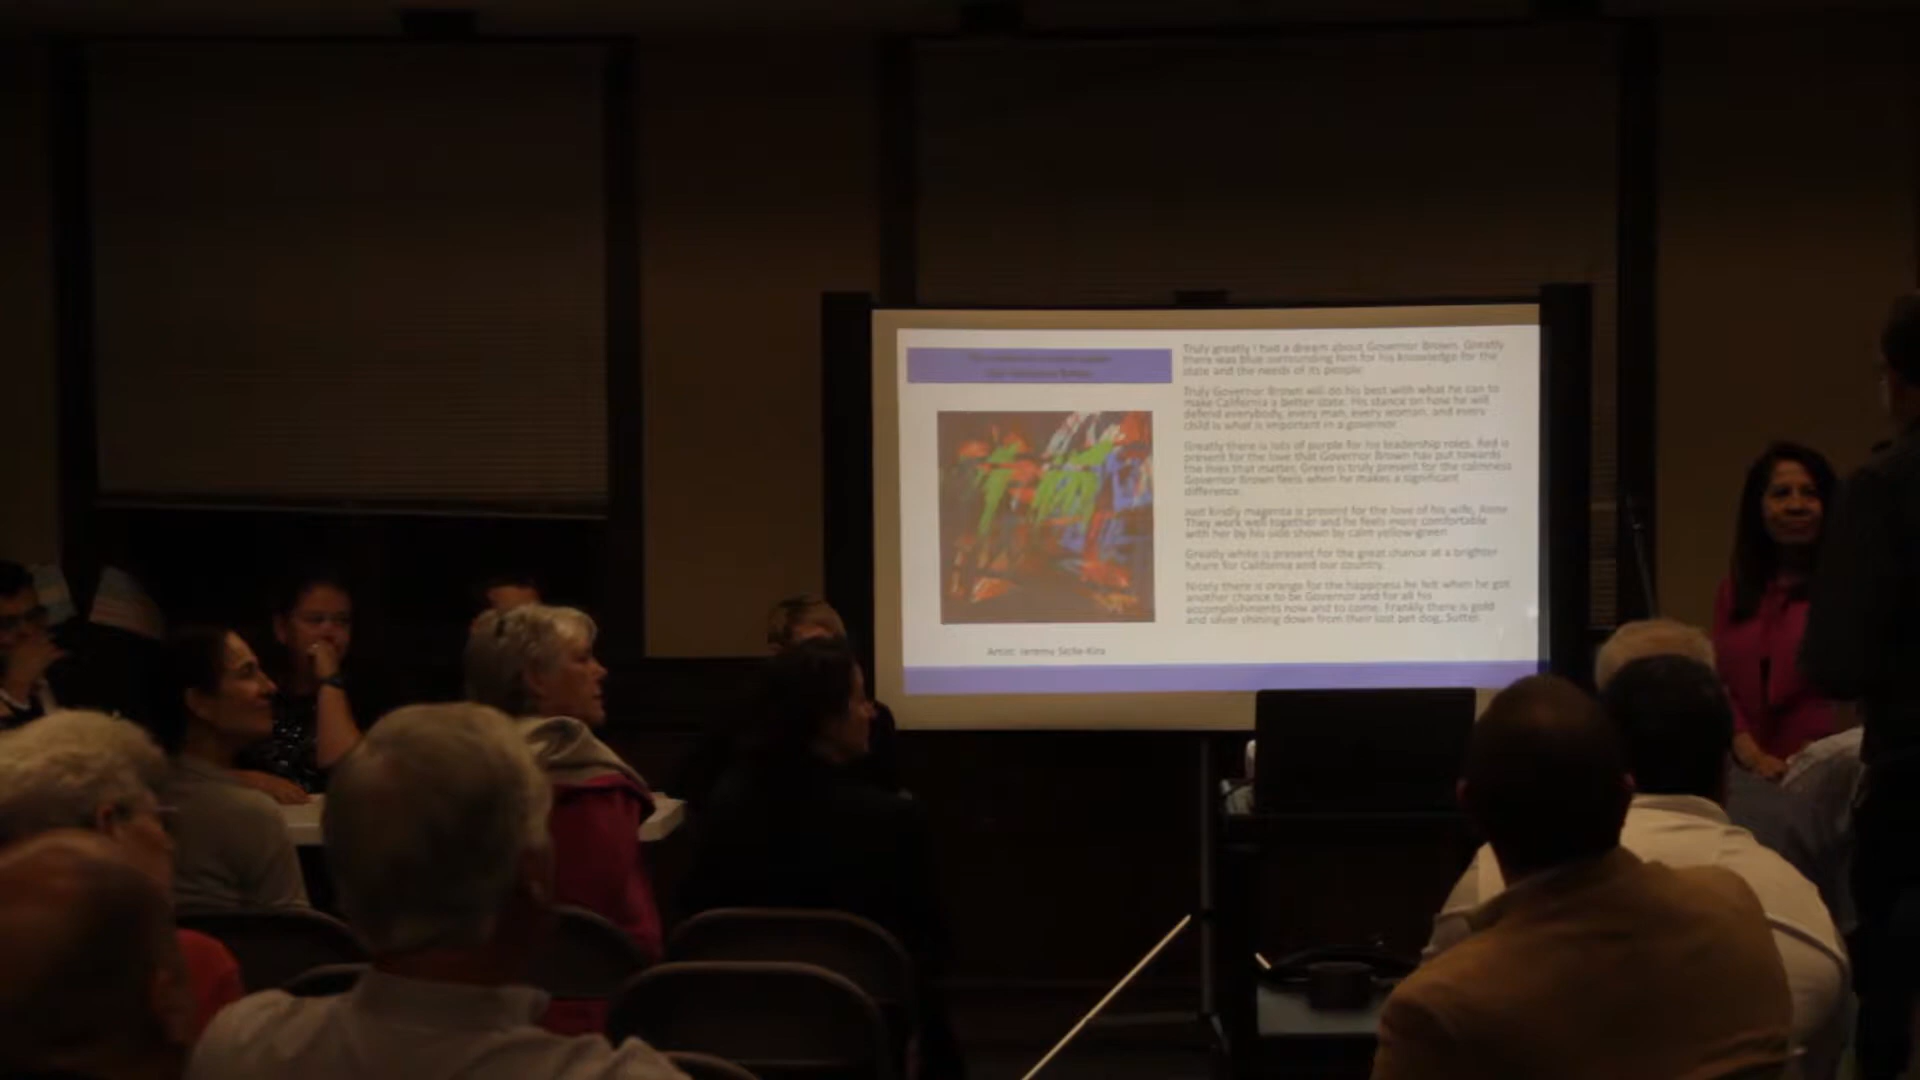 Truly greatly I had a dream about Governor Brown. Greatly
there was blue surrounding him for his knowledge for the
state and the needs of its people.
Truly Governor Brown will do his best with what he can to
make California a better state. His stance on how he will
defend everybody, every man, every woman, and every
child is what is important in a governor.
Greatly there is lots of purple for his leadership roles. Red is
present for the love that Governor Brown has put towards
the lives that matter. Green is truly present for the calmness
Governor Brown feels when he makes a significant
difference.
Just kindly magenta is present for the love of his wife, Anne.
They work well together and he feels more comfortable
with her by his side shown by calm yellow-green.
Greatly white is present for the great chance at a brighter
future for California and our country.
Nicely there is orange for the happiness he felt when he got
another chance to be Governor and for all his
accomplishments now and to come. Frankly there is gold
and silver shining down from their lost pet dog, Sutter.
Artist: Jeremy Sicile-Kira